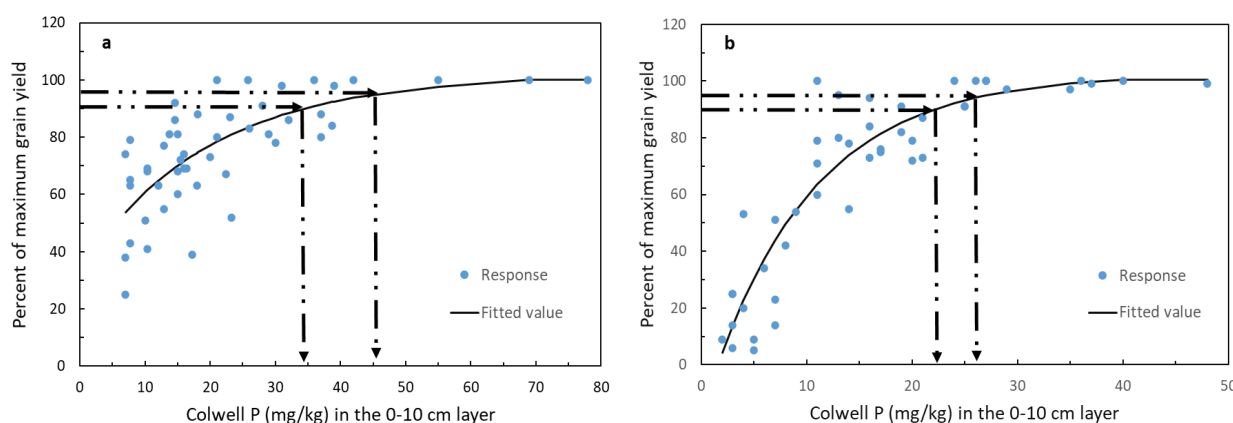 a
Percent of maximum grain yield
120
100
80
60
40
20
0
Response
Fitted value
0 10 20 30 40 50 60 70 80
Colwell P (mg/kg) in the 0-10 cm layer
b
Percent of maximum grain yield
120
100
80
60
40
20
0
Response
Fitted value
0 10 20 30 40 50
Colwell P (mg/kg) in the 0-10 cm layer